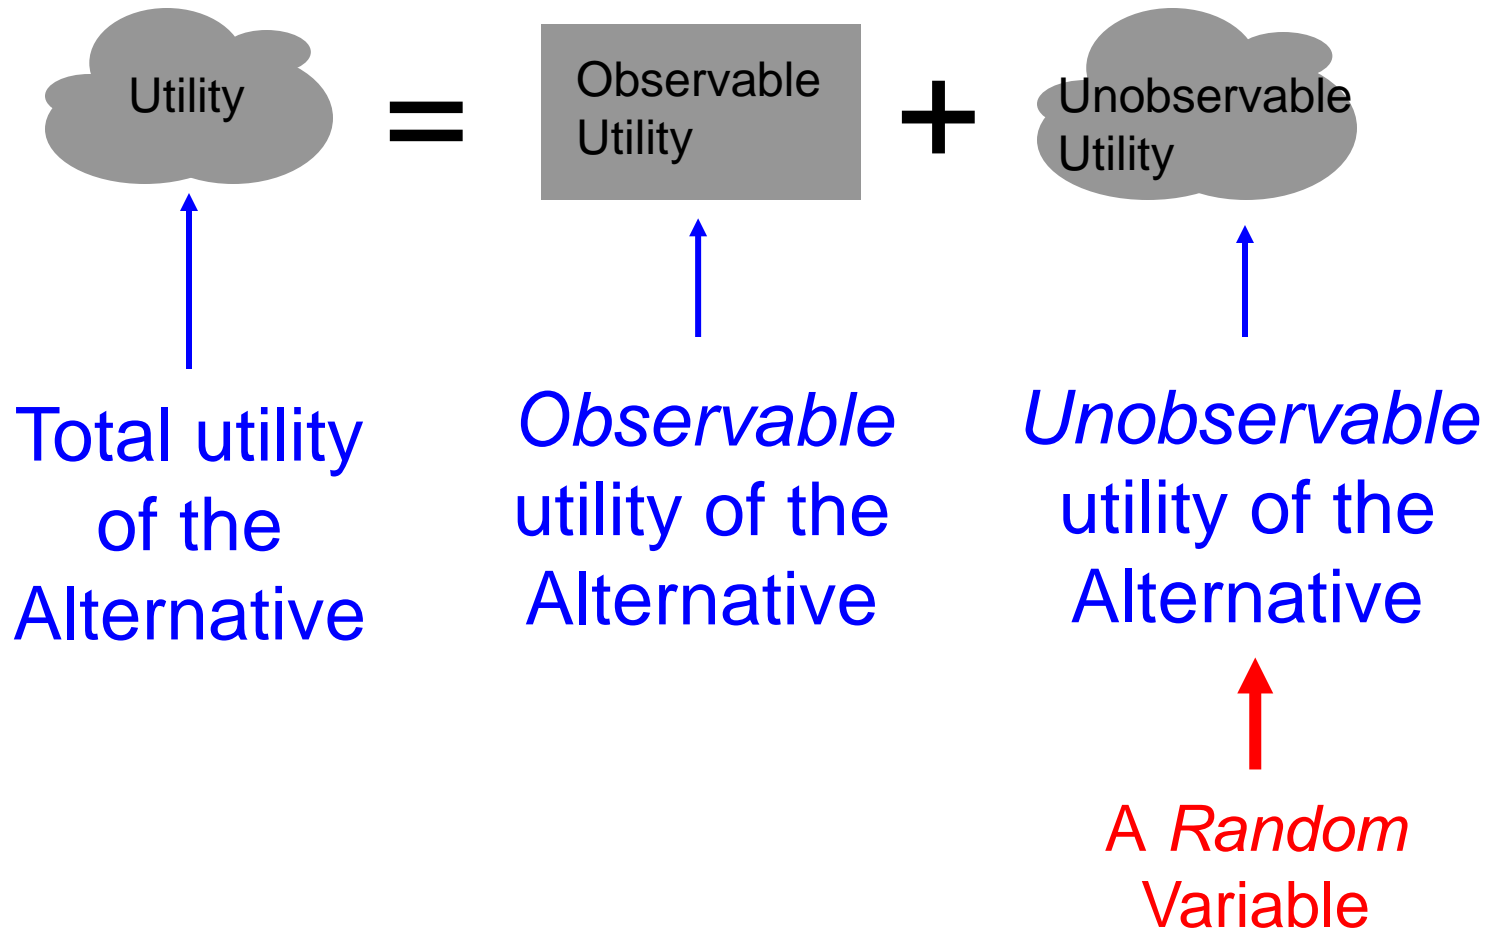 Utility
=
Observable
Utility
+
Unobservable
Utility
Total utility
of the
Alternative
Observable
utility of the
Alternative
Unobservable
utility of the
Alternative
A Random
Variable